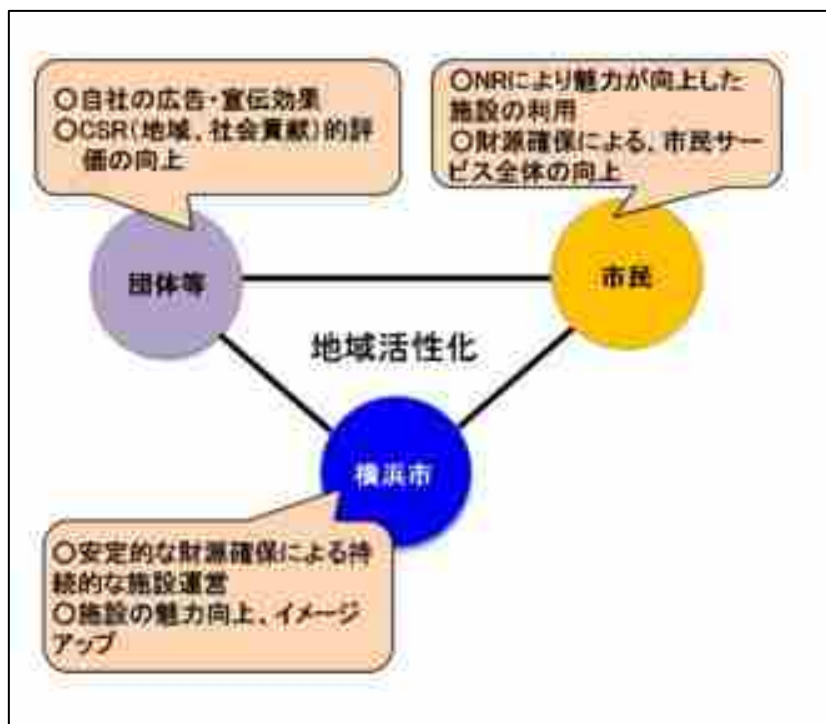 ○自社の広告・宣伝効果
○CSR(地域、社会貢献)的評
価の向上
○NRにより魅力が向上した
施設の利用
○財源確保による、市民サー
ビス全体の向上
団体等
市民
地域活性化
横浜市
○安定的な財源確保による持
続的な施設運営
○施設の魅力向上、イメージ
アップ